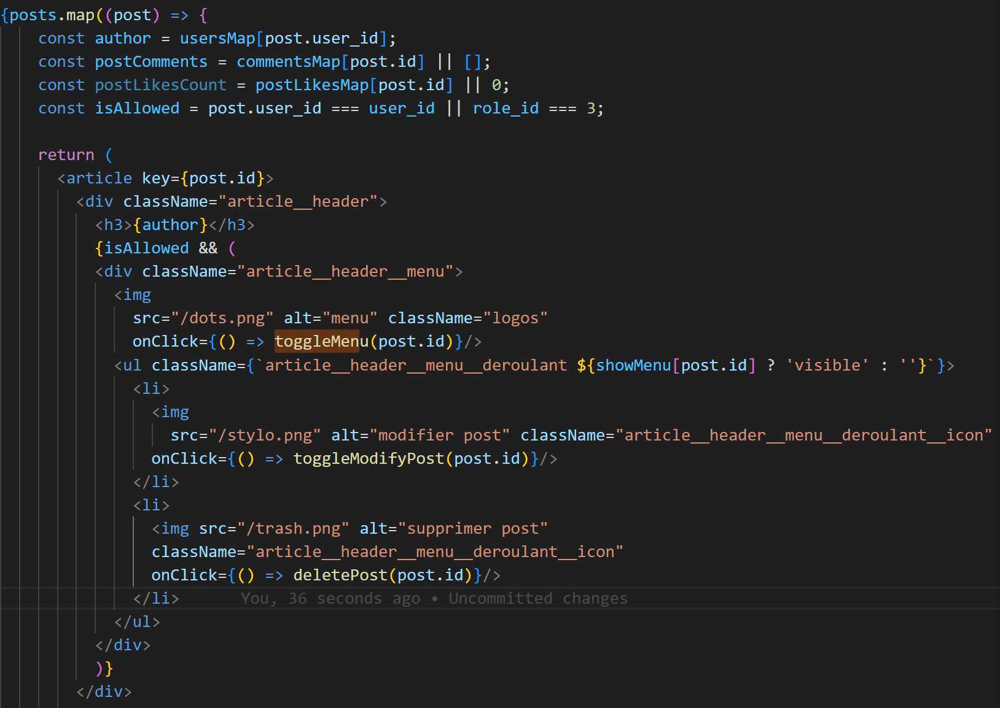 {posts.map((post) => {
const author = usersMap[post.user_id];
const postComments = commentsMap[post.id] || [];
const postLikesCount = postLikesMap[post.id] || 0;
const isAllowed = post.user_id === user_id || role_id === 3;
return (
<article key={post.id}>
<div className="article__header">
<h3>{author}</h3>
{isAllowed && (
<div className="article__header__menu">
<img
src="/dots.png" alt="menu" className="logos"
onClick={() => toggleMenu(post.id)}/>
<ul className={`article__header__menu__deroulant ${showMenu[post.id] ? 'visible' : ''}`}>
<li>
<img
src="/stylo.png" alt="modifier post" className="article__header__menu__deroulant__icon"
onClick={() => toggleModifyPost(post.id)}/>
</li>
<li>
<img src="/trash.png" alt="supprimer post"
className="article__header__menu__deroulant__icon"
onClick={() => deletePost(post.id)}/>
</li> You, 36 seconds ago • Uncommitted changes
</ul>
</div>
)}
</div>